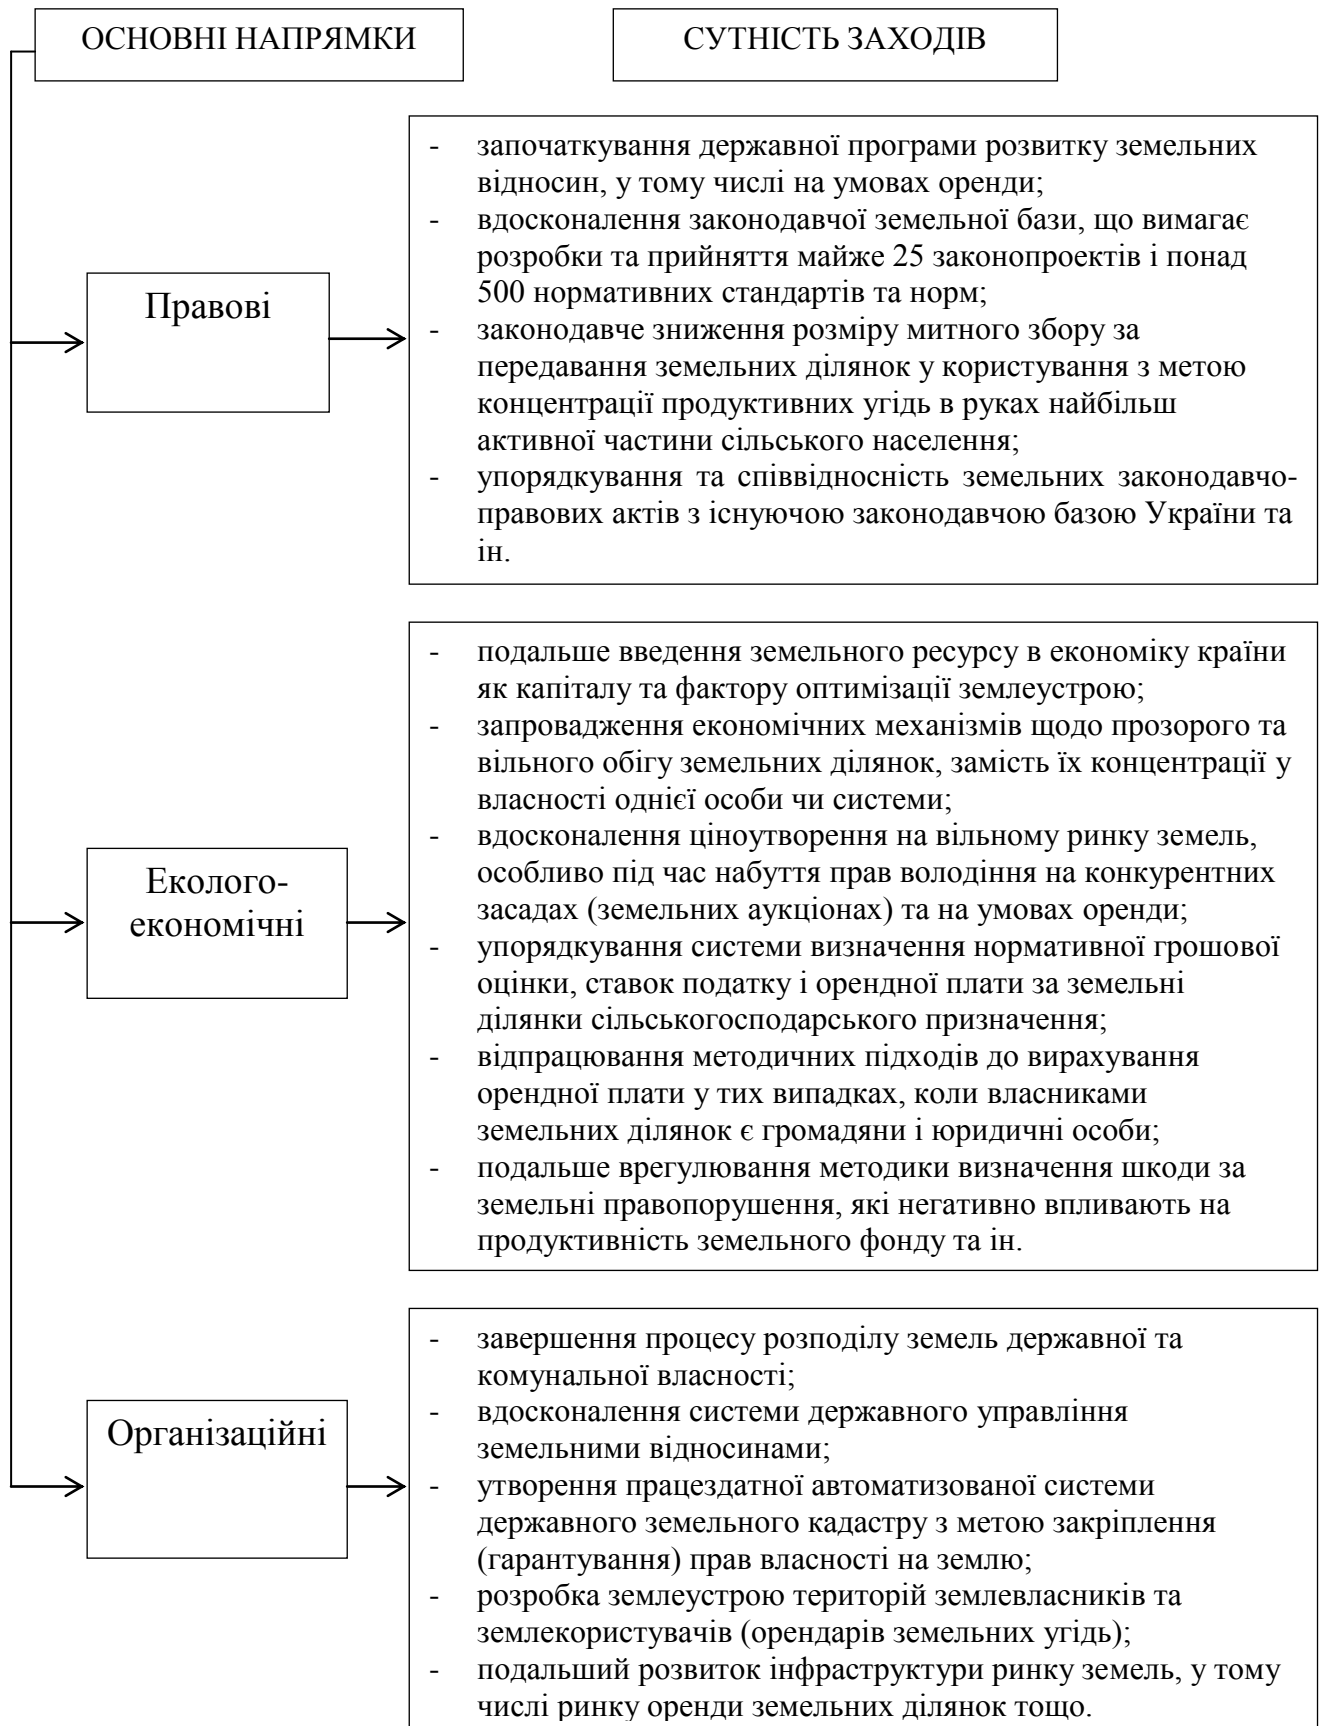 ОСНОВНІ НАПРЯМКИ
СУТНІСТЬ ЗАХОДІВ
Правові
- започаткування державної програми розвитку земельних
відносин, у тому числі на умовах оренди;
- вдосконалення законодавчої земельної бази, що вимагає
розробки та прийняття майже 25 законопроектів і понад
500 нормативних стандартів та норм;
- законодавче зниження розміру митного збору за
передавання земельних ділянок у користування з метою
концентрації продуктивних угідь в руках найбільш
активної частини сільського населення;
- упорядкування та співвідносність земельних законодавчо-
правових актів з існуючою законодавчою базою України та
ін.
Еколого-
економічні
- подальше введення земельного ресурсу в економіку країни
як капіталу та фактору оптимізації землеустрою;
- запровадження економічних механізмів щодо прозорого та
вільного обігу земельних ділянок, замість їх концентрації у
власності однієї особи чи системи;
- вдосконалення ціноутворення на вільному ринку земель,
особливо під час набуття прав володіння на конкурентних
засадах (земельних аукціонах) та на умовах оренди;
- упорядкування системи визначення нормативної грошової
оцінки, ставок податку і орендної плати за земельні
ділянки сільськогосподарського призначення;
- відпрацювання методичних підходів до вирахування
орендної плати у тих випадках, коли власниками
земельних ділянок є громадяни і юридичні особи;
- подальше врегулювання методики визначення шкоди за
земельні правопорушення, які негативно впливають на
продуктивність земельного фонду та ін.
Організаційні
- завершення процесу розподілу земель державної та
комунальної власності;
- вдосконалення системи державного управління
земельними відносинами;
- утворення працездатної автоматизованої системи
державного земельного кадастру з метою закріплення
(гарантування) прав власності на землю;
- розробка землеустрою територій землевласників та
землекористувачів (орендарів земельних угідь);
- подальший розвиток інфраструктури ринку земель, у тому
числі ринку оренди земельних ділянок тощо.